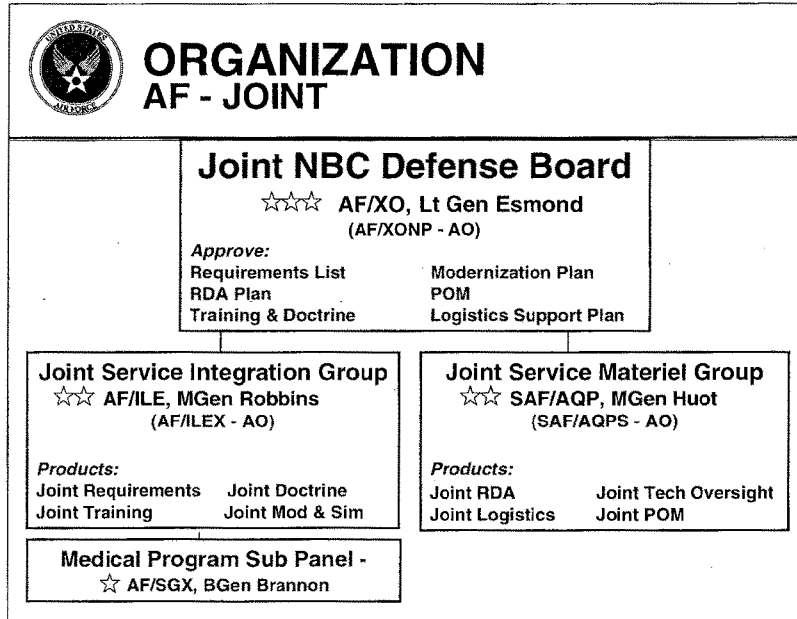 UNITED STATES
AIR FORCE
ORGANIZATION
AF - JOINT
Joint NBC Defense Board
AF/XO, Lt Gen Esmond
(AF/XONP - AO)
Approve:
Requirements List Modernization Plan
RDA Plan POM
Training & Doctrine Logistics Support Plan
Joint Service Integration Group
AF/ILE, MGen Robbins
(AF/ILEX - AO)
Products:
Joint Requirements Joint Doctrine
Joint Training Joint Mod & Sim
Joint Service Materiel Group
SAF/AQP, MGen Huot
(SAF/AQPS - AO)
Products:
Joint RDA Joint Tech Oversight
Joint Logistics Joint POM
Medical Program Sub Panel -
AF/SGX, BGen Brannon